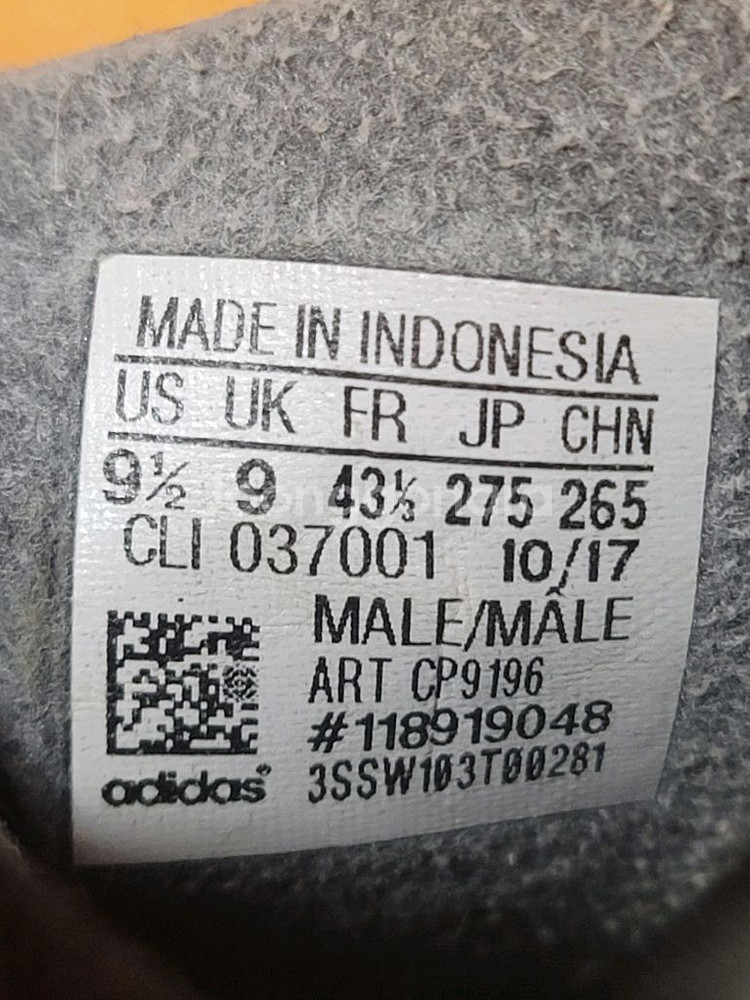 MADE IN INDONESIA
US UK FR JP CHN
9½ 9 43⅓ 275 265
CLI 037001 10/17
MALE/MÂLE
ART CP9196
#118919048
3SSW103T00281
adidas®